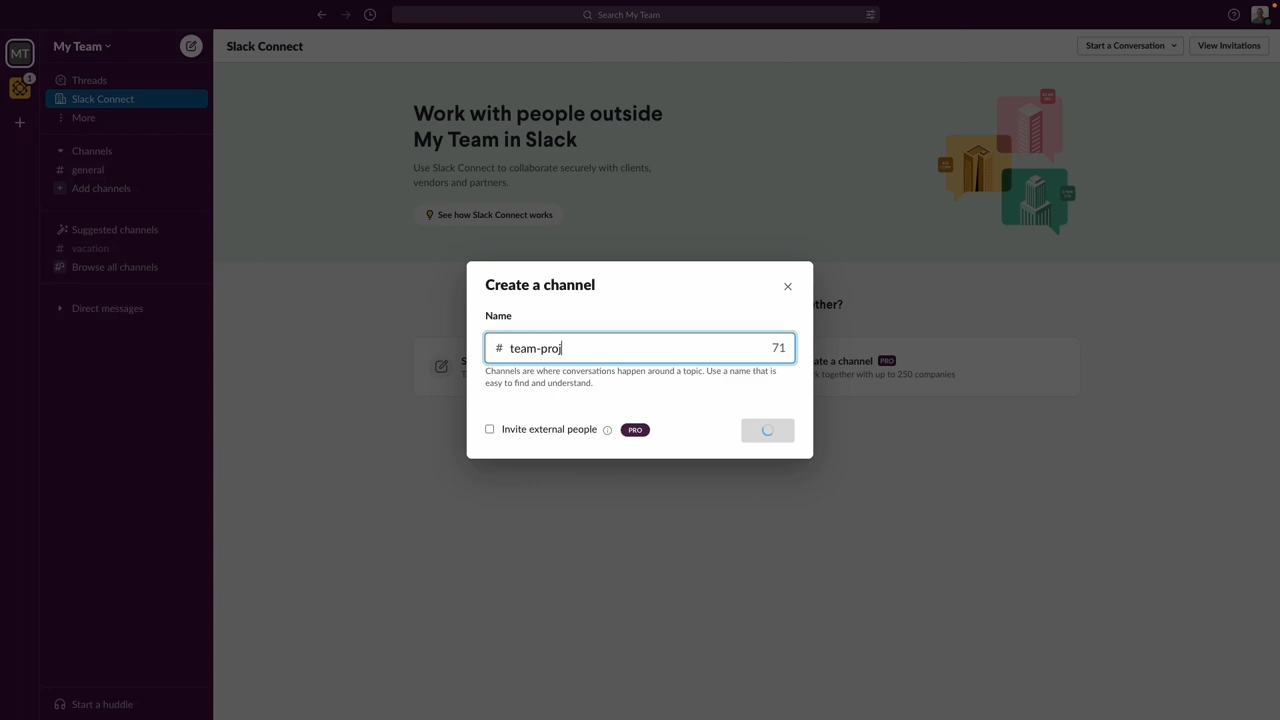 Search My Team
MT
My Team
1
Threads
Slack Connect
More
Channels
# general
+ Add channels
Suggested channels
# vacation
Browse all channels
Direct messages
Start a huddle
Slack Connect
Start a Conversation
View Invitations
Work with people outside
My Team in Slack
Use Slack Connect to collaborate securely with clients,
vendors and partners.
See how Slack Connect works
ther?
ate a channel PRO
k together with up to 250 companies
Create a channel
Name
# team-proj 71
Channels are where conversations happen around a topic. Use a name that is
easy to find and understand.
Invite external people PRO